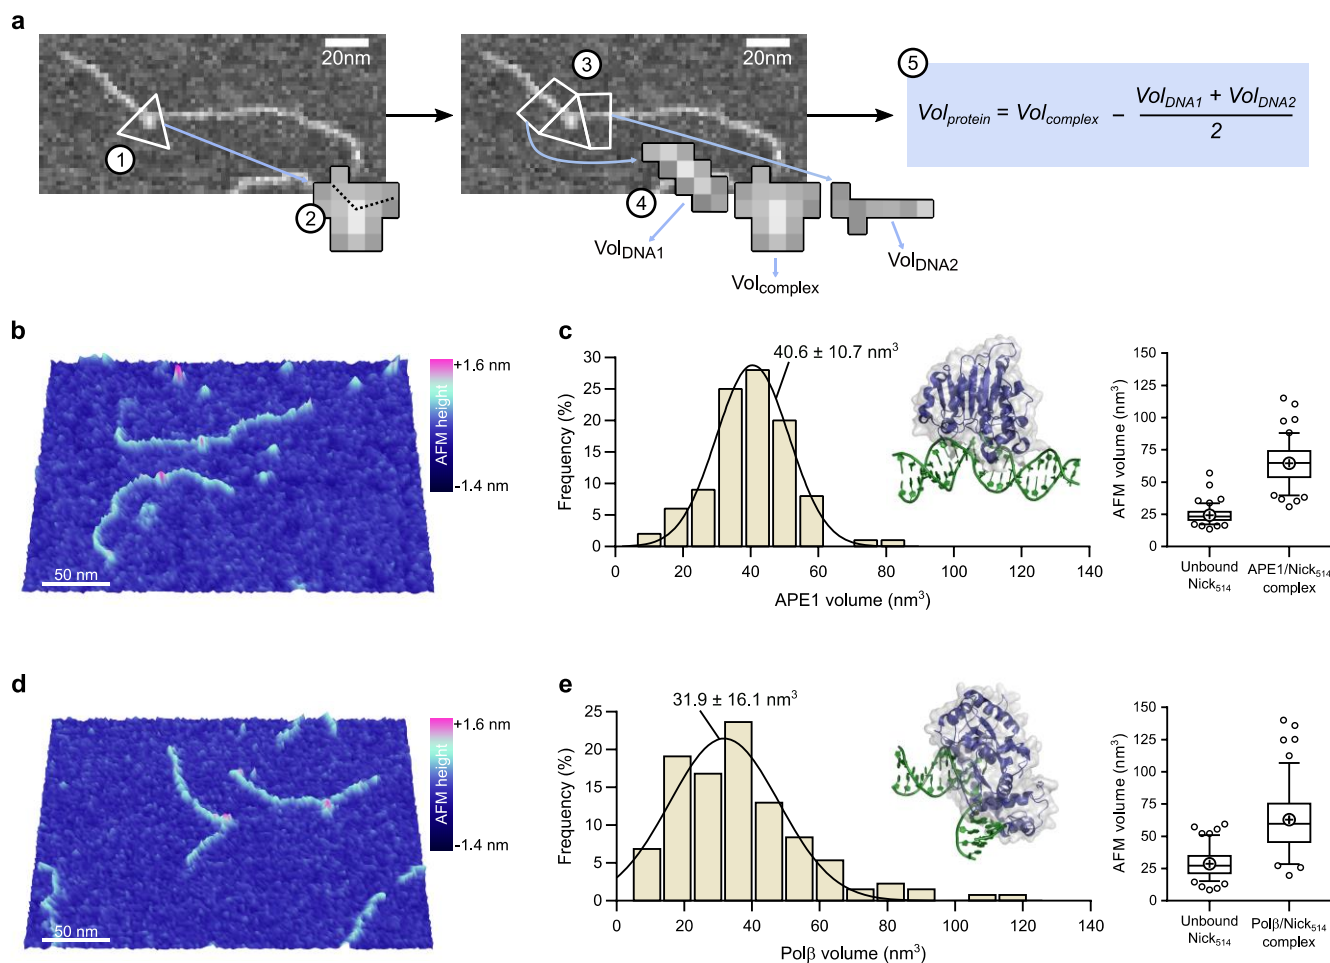 a
20nm
1
2
20nm
3
4
Vol_DNA1
Vol_complex
Vol_DNA2
5
Vol_protein = Vol_complex − (Vol_DNA1 + Vol_DNA2) / 2
b
+1.6 nm
AFM height
-1.4 nm
50 nm
c
40.6 ± 10.7 nm³
Frequency (%)
30
25
20
15
10
5
0
0 20 40 60 80 100 120 140
APE1 volume (nm³)
AFM volume (nm³)
150
125
100
75
50
25
0
Unbound
Nick₅₁₄
APE1/Nick₅₁₄
complex
d
+1.6 nm
AFM height
-1.4 nm
50 nm
e
31.9 ± 16.1 nm³
Frequency (%)
25
20
15
10
5
0
0 20 40 60 80 100 120 140
Polβ volume (nm³)
AFM volume (nm³)
150
125
100
75
50
25
0
Unbound
Nick₅₁₄
Polβ/Nick₅₁₄
complex